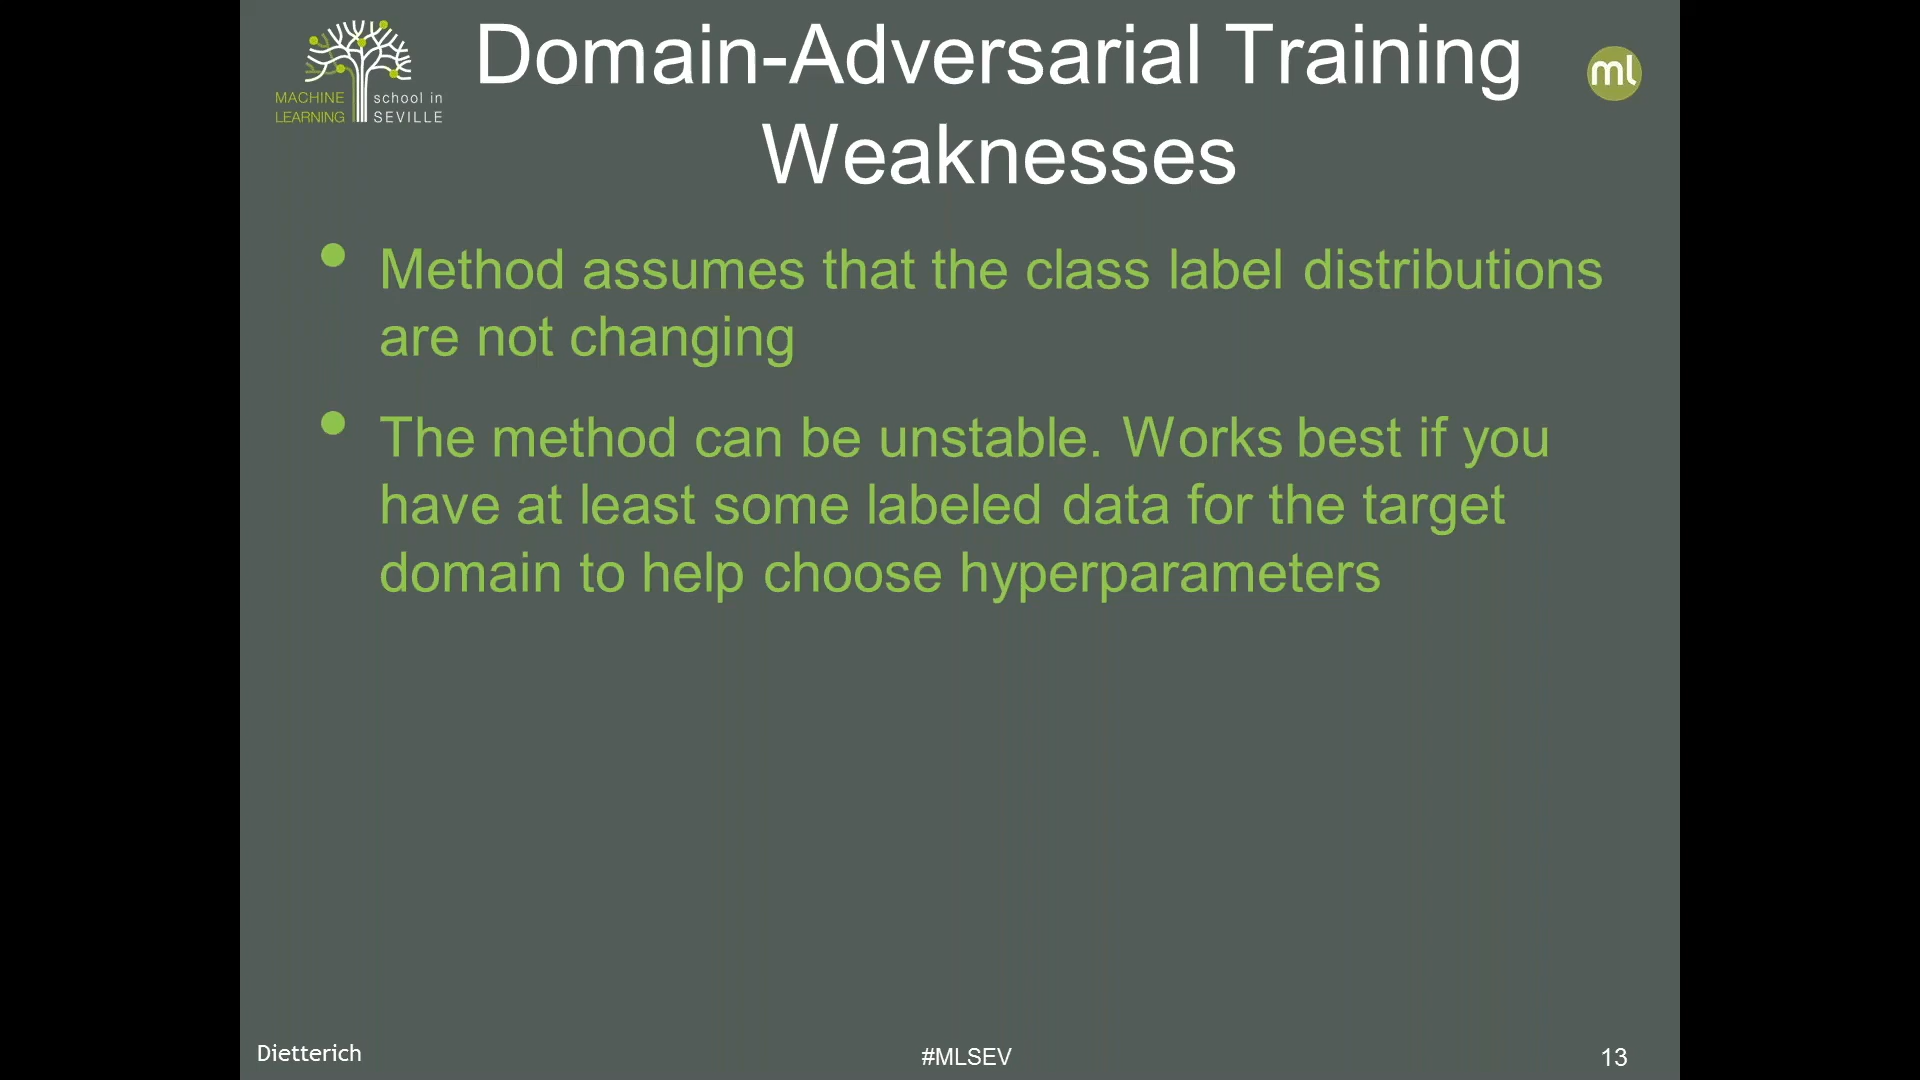 Domain-Adversarial Training
Weaknesses
MACHINE
LEARNING
school in
SEVILLE
ml
• Method assumes that the class label distributions
are not changing
• The method can be unstable. Works best if you
have at least some labeled data for the target
domain to help choose hyperparameters
Dietterich
#MLSEV
13